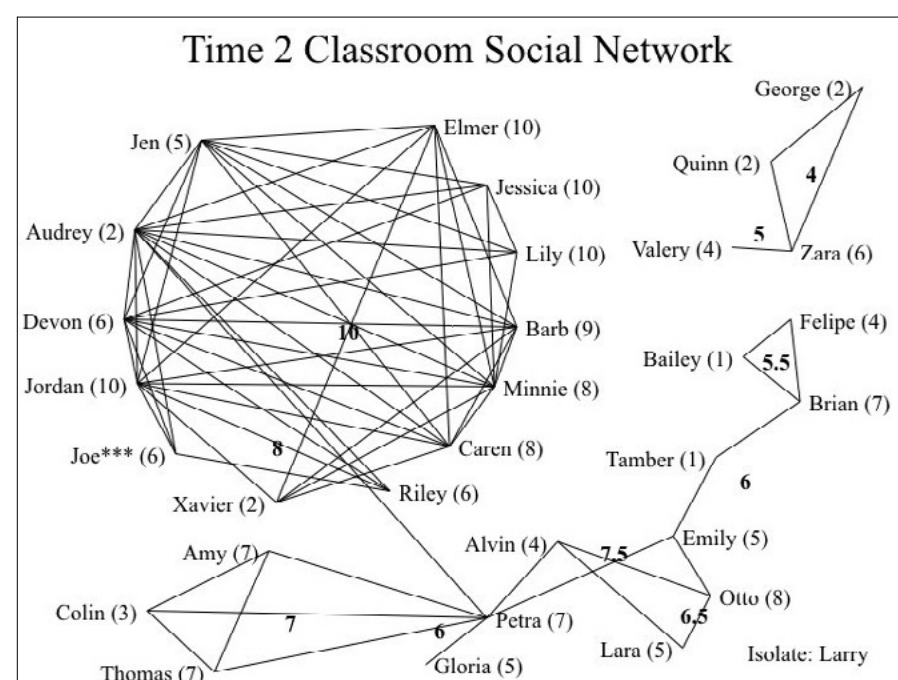 Time 2 Classroom Social Network
George (2)
Elmer (10)
Jen (5)
Quinn (2)
4
Jessica (10)
Audrey (2)
5
Valery (4)
Zara (6)
Lily (10)
Devon (6)
10
Barb (9)
Felipe (4)
Bailey (1)
5.5
Jordan (10)
Minnie (8)
Brian (7)
Joe*** (6)
8
Caren (8)
Tamber (1)
6
Xavier (2)
Riley (6)
Amy (7)
Alvin (4)
7.5
Emily (5)
Colin (3)
7
6
Petra (7)
Otto (8)
6.5
Thomas (7)
Gloria (5)
Lara (5)
Isolate: Larry